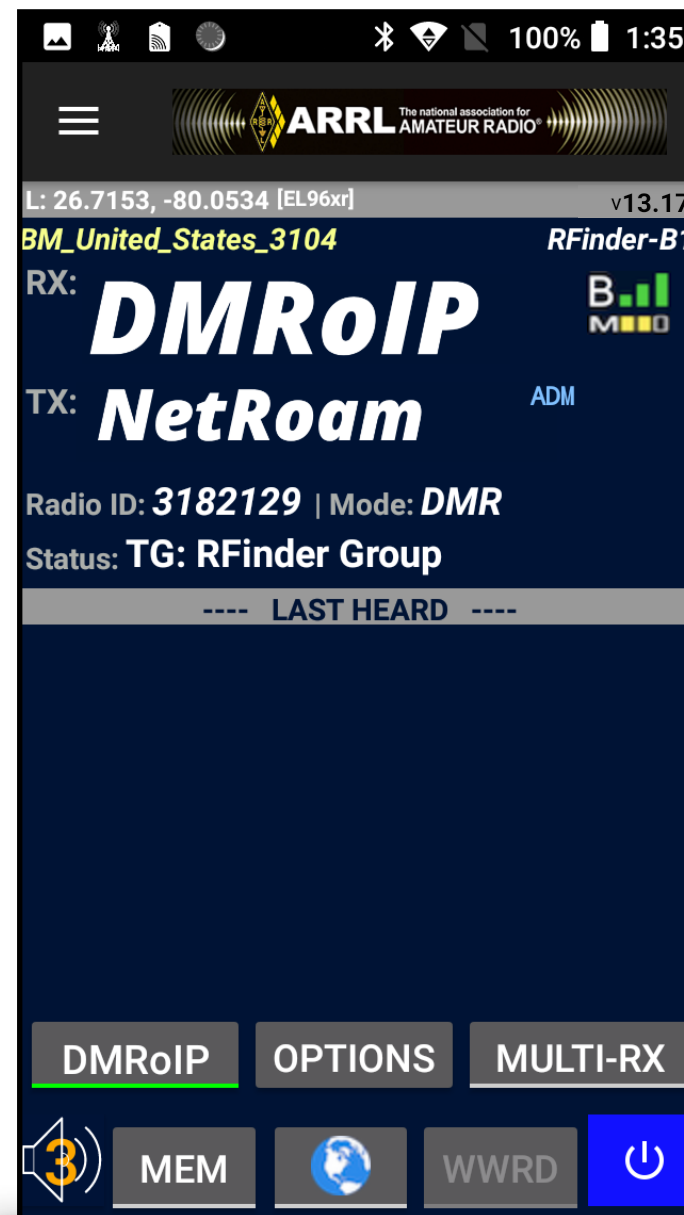 100% 1:35
ARRL The national association for AMATEUR RADIO®
L: 26.7153, -80.0534 [EL96xr] v13.17
BM_United_States_3104 RFinder-B1
RX: DMRoIP B
M O
TX: NetRoam ADM
Radio ID: 3182129 | Mode: DMR
Status: TG: RFinder Group
---- LAST HEARD ----
DMRoIP OPTIONS MULTI-RX
3 MEM WWRD